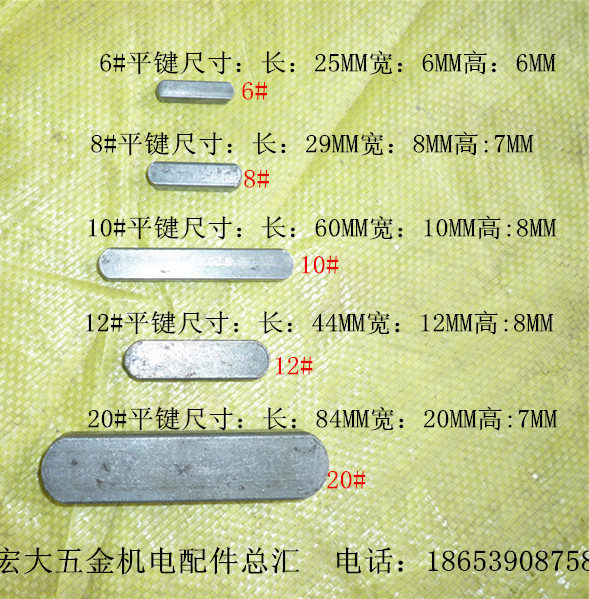 6#平键尺寸：长：25MM宽：6MM高：6MM
6#
8#平键尺寸：长：29MM宽：8MM高:7MM
8#
10#平键尺寸：长：60MM宽：10MM高:8MM
10#
12#平键尺寸：长：44MM宽：12MM高:8MM
12#
20#平键尺寸：长：84MM宽：20MM高:7MM
20#
宏大五金机电配件总汇 电话：18653908758